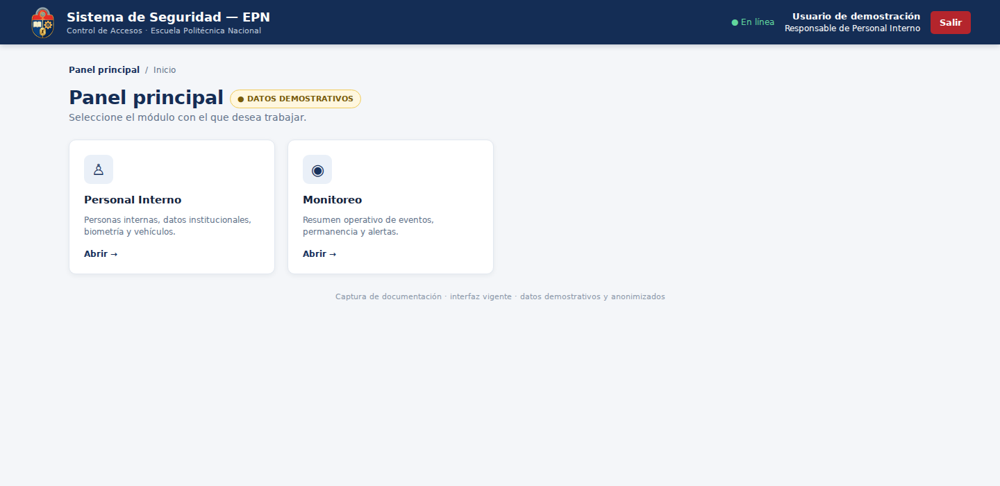 Sistema de Seguridad — EPN
Control de Accesos · Escuela Politécnica Nacional
● En línea
Usuario de demostración
Responsable de Personal Interno
Salir
Panel principal / Inicio
Panel principal
● DATOS DEMOSTRATIVOS
Seleccione el módulo con el que desea trabajar.
Personal Interno
Personas internas, datos institucionales,
biometría y vehículos.
Abrir →
Monitoreo
Resumen operativo de eventos,
permanencia y alertas.
Abrir →
Captura de documentación · interfaz vigente · datos demostrativos y anonimizados